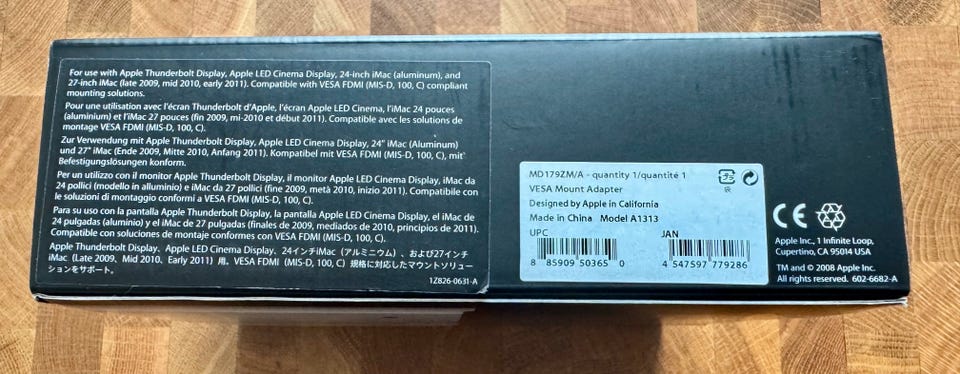 For use with Apple Thunderbolt Display, Apple LED Cinema Display, 24-inch iMac (aluminum), and
27-inch iMac (late 2009, mid 2010, early 2011). Compatible with VESA FDMI (MIS-D, 100, C) compliant
mounting solutions.
Pour une utilisation avec l'écran Thunderbolt d'Apple, l'écran Apple LED Cinema, l'iMac 24 pouces
(aluminium) et l'iMac 27 pouces (fin 2009, mi-2010 et début 2011). Compatible avec les solutions de
montage VESA FDMI (MIS-D, 100, C).
Zur Verwendung mit Apple Thunderbolt Display, Apple LED Cinema Display, 24" iMac (Aluminum)
und 27" iMac (Ende 2009, Mitte 2010, Anfang 2011). Kompatibel mit VESA FDMI (MIS-D, 100, C), mit
Befestigungslösungen konform.
Per un utilizzo con il monitor Apple Thunderbolt Display, il monitor Apple LED Cinema Display, iMac da
24 pollici (modello in alluminio) e iMac da 27 pollici (fine 2009, metà 2010, inizio 2011). Compatibile con
le soluzioni di montaggio conformi a VESA FDMI (MIS-D, 100, C).
Para su uso con la pantalla Apple Thunderbolt Display, la pantalla Apple LED Cinema Display, el iMac de
24 pulgadas (aluminio) y el iMac de 27 pulgadas (finales de 2009, mediados de 2010, principios de 2011).
Compatible con soluciones de montaje conformes con VESA FDMI (MIS-D, 100, C).
Apple Thunderbolt Display、Apple LED Cinema Display、24インチiMac（アルミニウム）、および27インチ
iMac（Late 2009、Mid 2010、Early 2011）用。VESA FDMI (MIS-D, 100, C) 規格に対応したマウントソリュー
ションをサポート。
1Z826-0631-A
MD179ZM/A - quantity 1/quantité 1
VESA Mount Adapter
Designed by Apple in California
Made in China Model A1313
UPC
8 85909 50365 0
JAN
4 547597 779286
プラ
袋
CE
Apple Inc., 1 Infinite Loop,
Cupertino, CA 95014 USA
TM and © 2008 Apple Inc.
All rights reserved. 602-6682-A